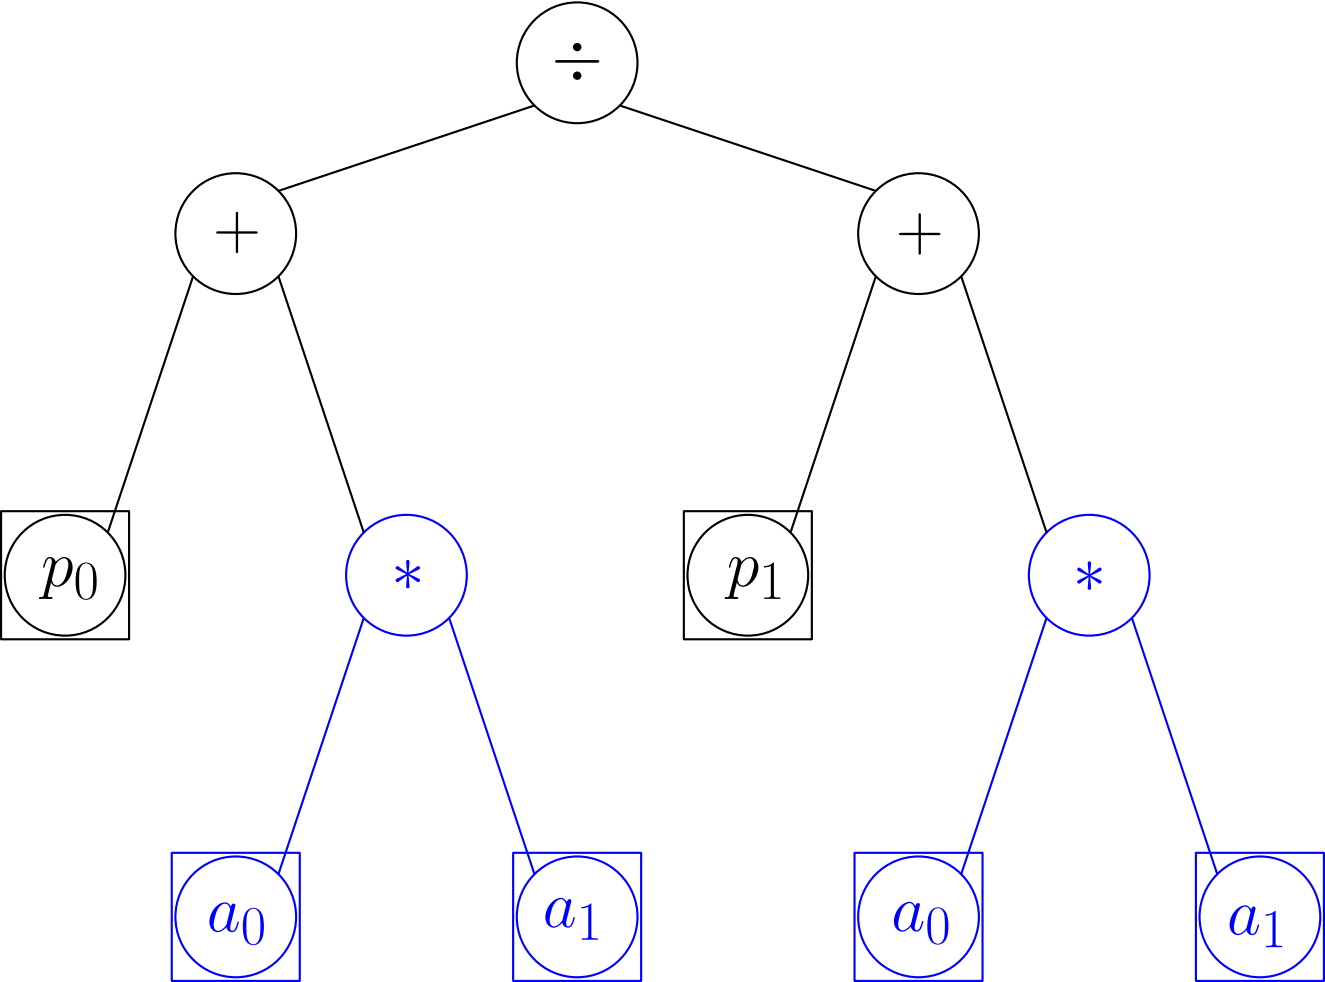 ÷
+ +
p₀ * p₁ *
a₀ a₁ a₀ a₁